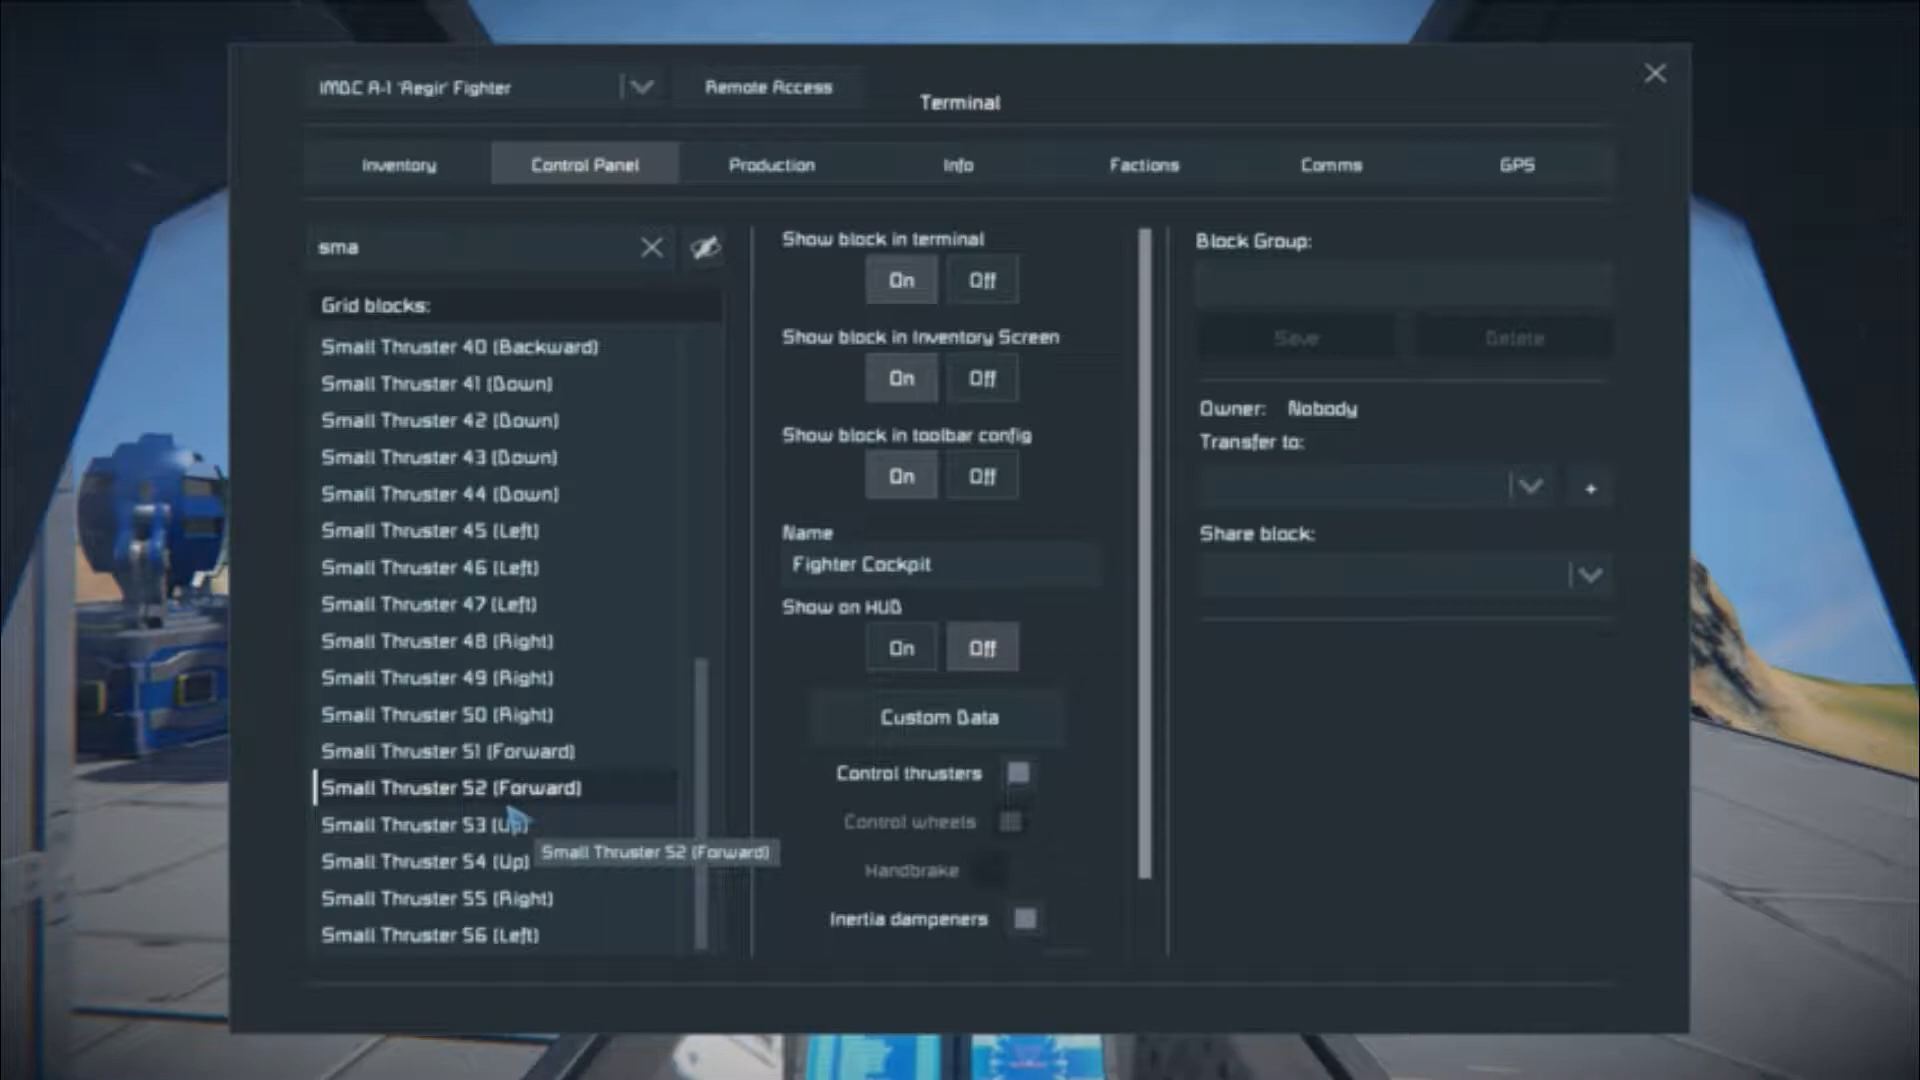 IMDC A-1 'Aegir' Fighter
Remote Access
Terminal
Inventory
Control Panel
Production
Info
Factions
Comms
GPS
sma
Grid blocks:
Small Thruster 40 (Backward)
Small Thruster 41 (Down)
Small Thruster 42 (Down)
Small Thruster 43 (Down)
Small Thruster 44 (Down)
Small Thruster 45 (Left)
Small Thruster 46 (Left)
Small Thruster 47 (Left)
Small Thruster 48 (Right)
Small Thruster 49 (Right)
Small Thruster 50 (Right)
Small Thruster 51 (Forward)
Small Thruster 52 (Forward)
Small Thruster 53 (Up)
Small Thruster 52 (Forward)
Small Thruster 54 (Up)
Small Thruster 55 (Right)
Small Thruster 56 (Left)
Show block in terminal
On Off
Show block in Inventory Screen
On Off
Show block in toolbar config
On Off
Name
Fighter Cockpit
Show on HUD
On Off
Custom Data
Control thrusters
Control wheels
Handbrake
Inertia dampeners
Block Group:
Save Delete
Owner: Nobody
Transfer to:
Share block: